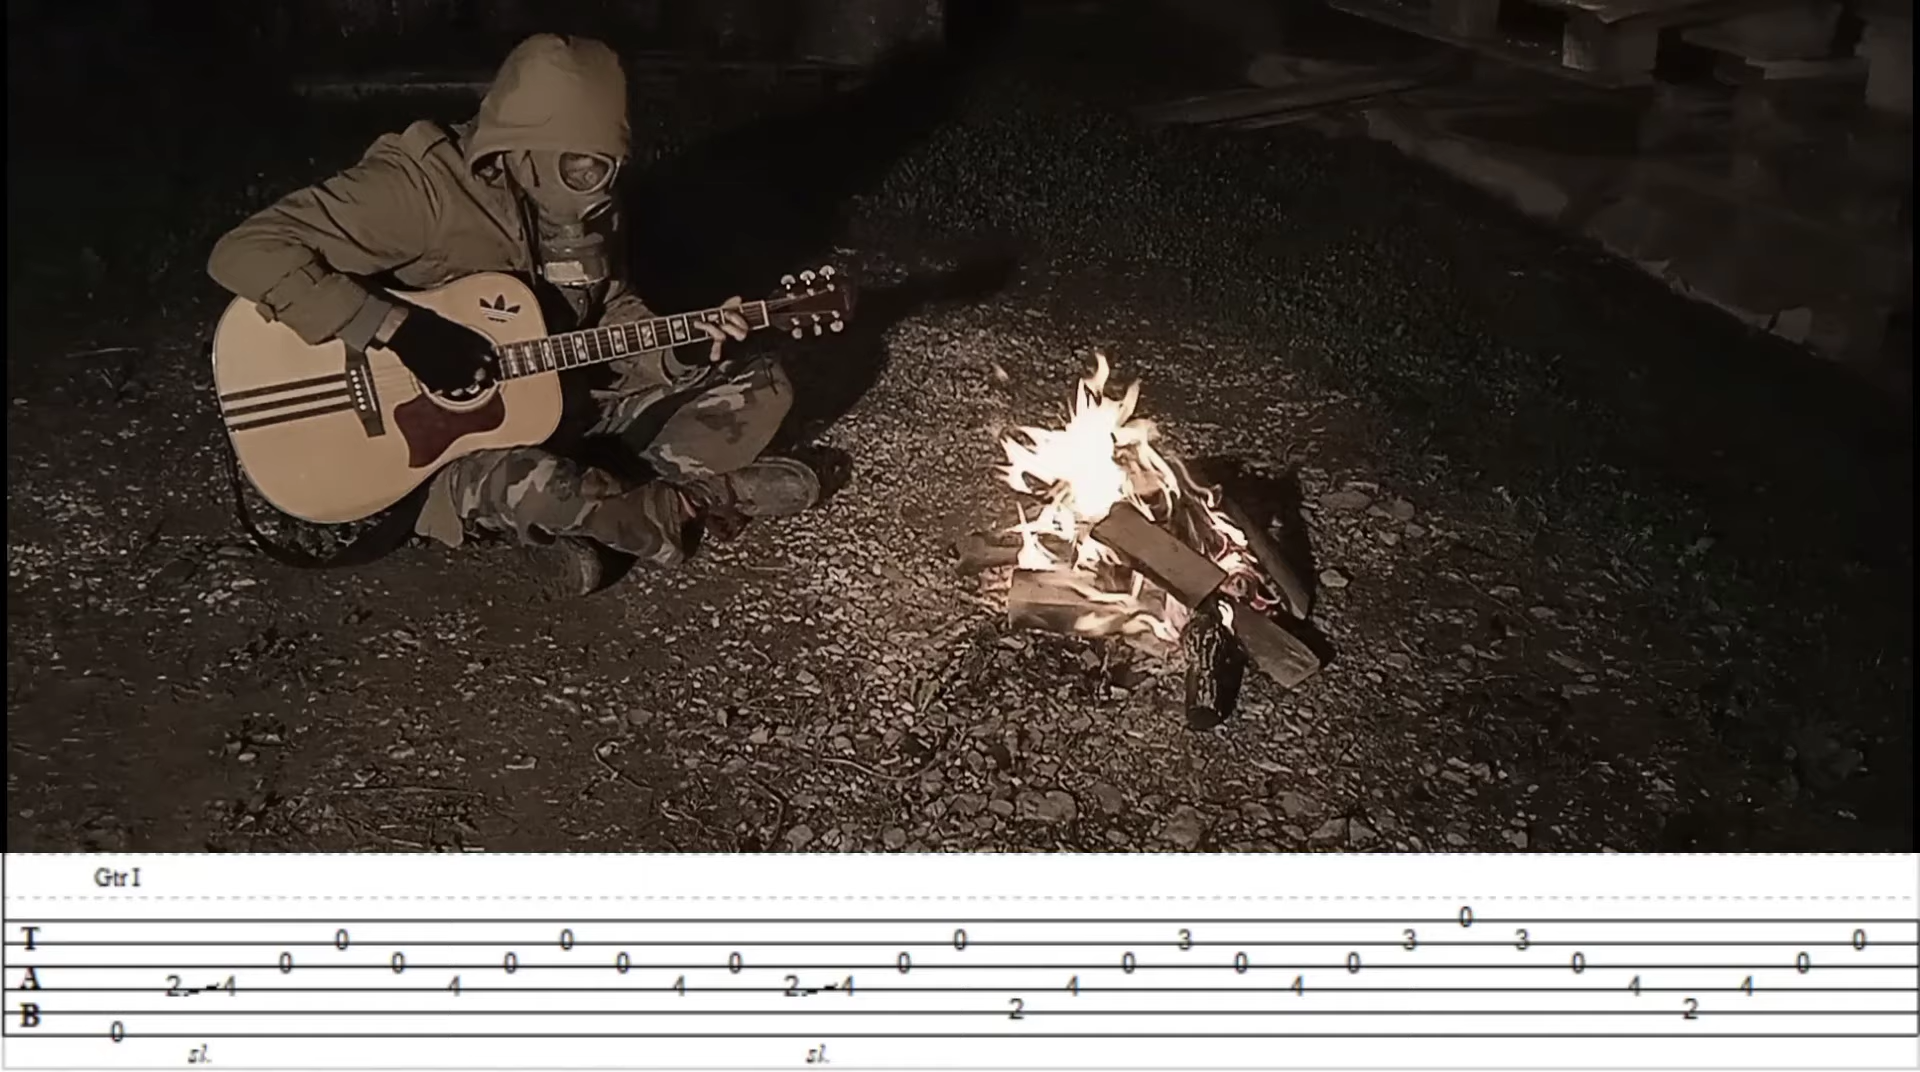 Gtr I
0
T 0 0 0 3 3 3 0
0 0 0 0 0 0 0 0 0 0 0
A 2 4 4 4 2 4 4 4 4 4
2 2
B
0
sl. sl.